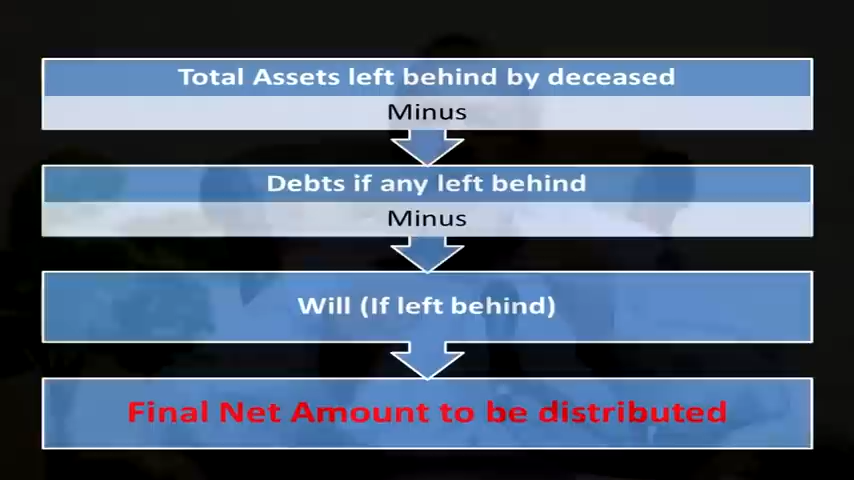 Total Assets left behind by deceased
Minus
Debts if any left behind
Minus
Will (If left behind)
Final Net Amount to be distributed